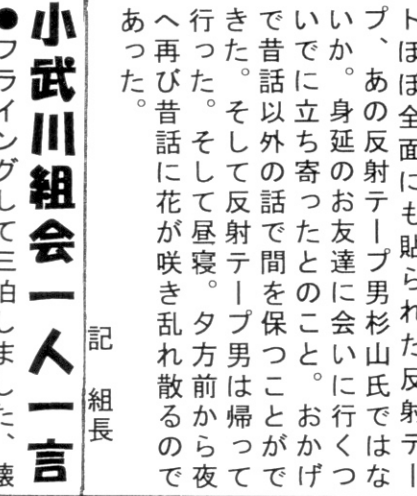 トほぼ全面にも貼られた反射テー
プ、あの反射テープ男杉山氏ではな
いか。身延のお友達に会いに行くつ
いでに立ち寄ったとのこと。おかげ
で昔話以外の話で間を保つことがで
きた。そして反射テープ男は帰って
行った。そして昼寝。夕方前から夜
へ再び昔話に花が咲き乱れ散るので
あった。
記 組長
小武川組会一人一言
●フライングして三泊しました、懐